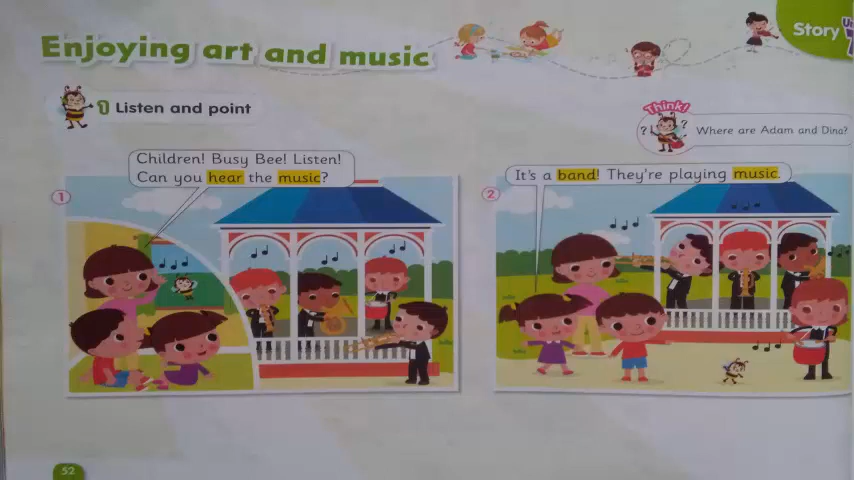 Enjoying art and music
Story
1 Listen and point
Think!
Where are Adam and Dina?
Children! Busy Bee! Listen!
Can you hear the music?
It's a band! They're playing music.
1
2
52